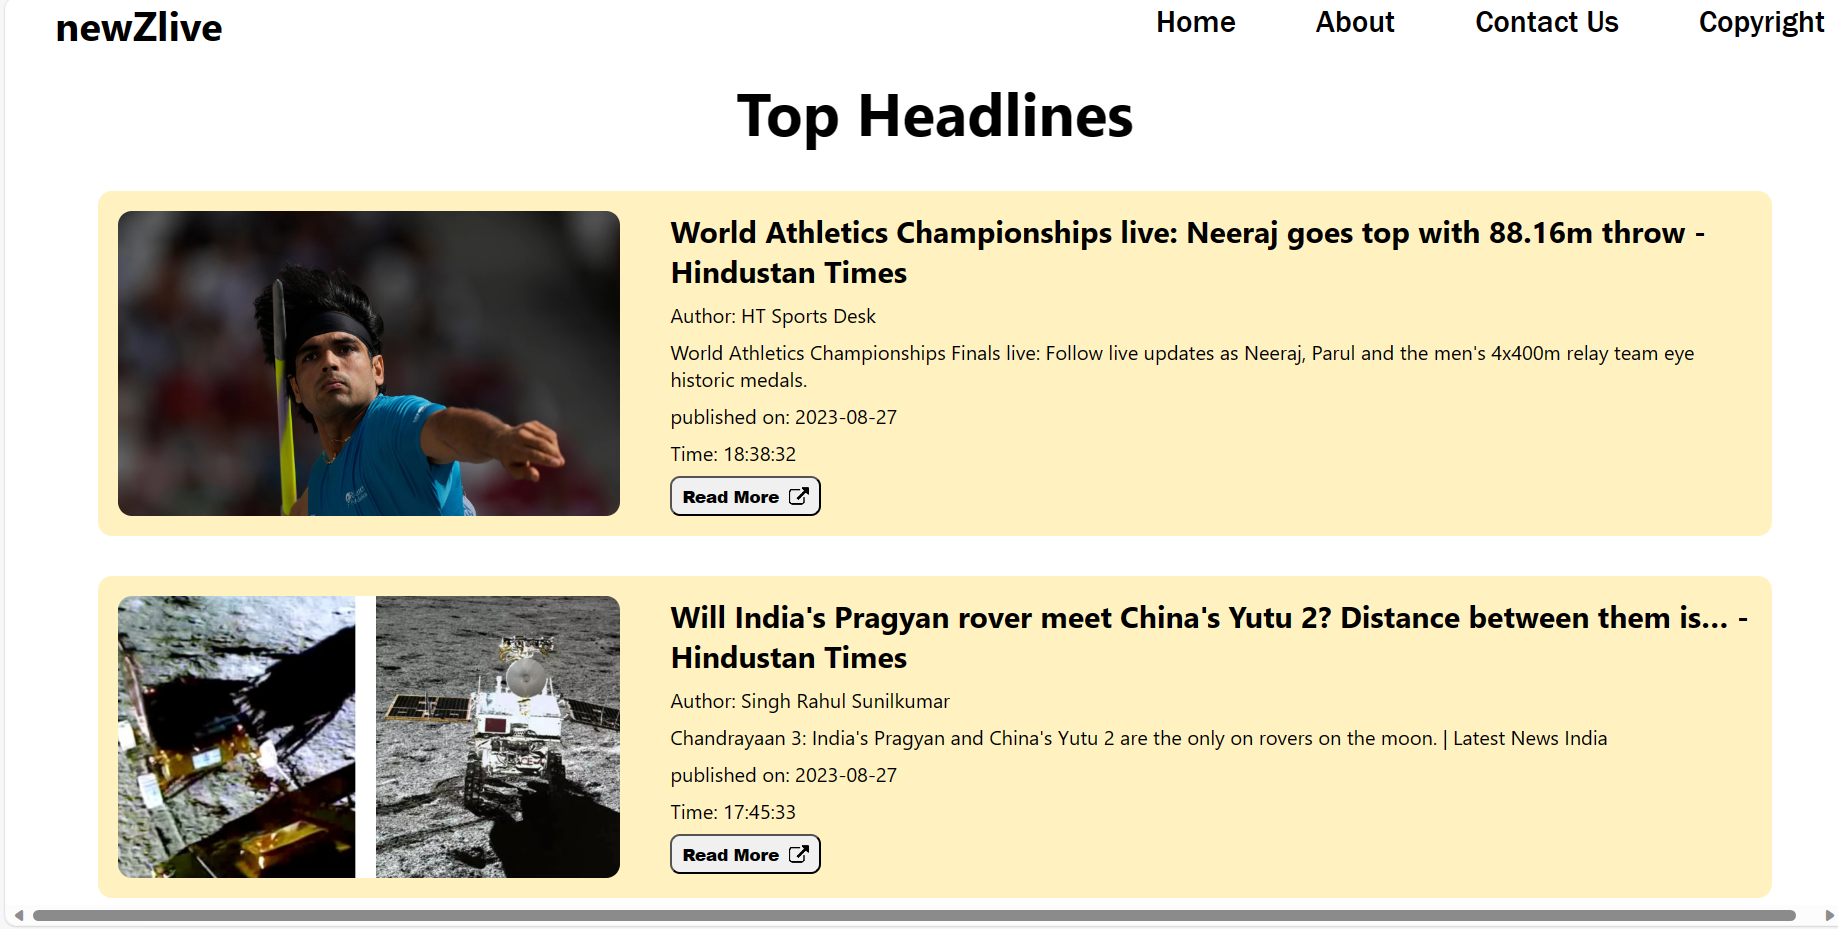 newZlive
Home About Contact Us Copyright
Top Headlines
World Athletics Championships live: Neeraj goes top with 88.16m throw -
Hindustan Times
Author: HT Sports Desk
World Athletics Championships Finals live: Follow live updates as Neeraj, Parul and the men's 4x400m relay team eye
historic medals.
published on: 2023-08-27
Time: 18:38:32
Read More
Will India's Pragyan rover meet China's Yutu 2? Distance between them is... -
Hindustan Times
Author: Singh Rahul Sunilkumar
Chandrayaan 3: India's Pragyan and China's Yutu 2 are the only on rovers on the moon. | Latest News India
published on: 2023-08-27
Time: 17:45:33
Read More